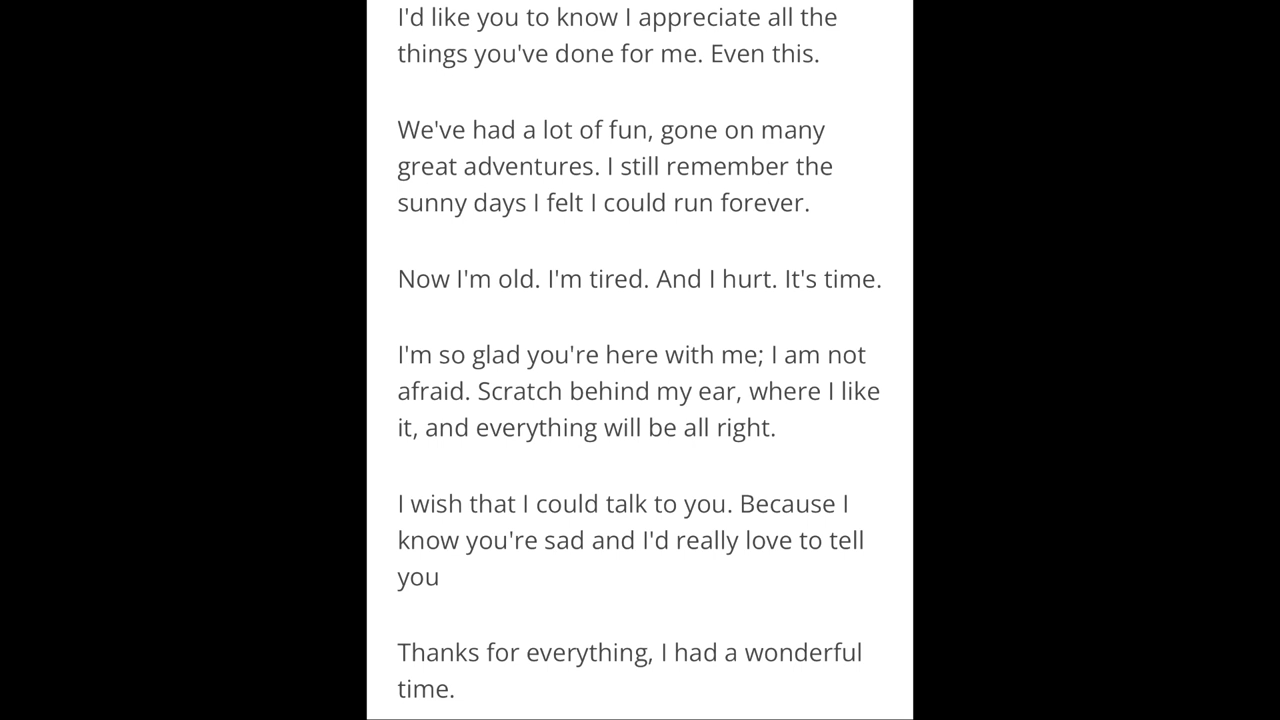 I'd like you to know I appreciate all the
things you've done for me. Even this.
We've had a lot of fun, gone on many
great adventures. I still remember the
sunny days I felt I could run forever.
Now I'm old. I'm tired. And I hurt. It's time.
I'm so glad you're here with me; I am not
afraid. Scratch behind my ear, where I like
it, and everything will be all right.
I wish that I could talk to you. Because I
know you're sad and I'd really love to tell
you
Thanks for everything, I had a wonderful
time.